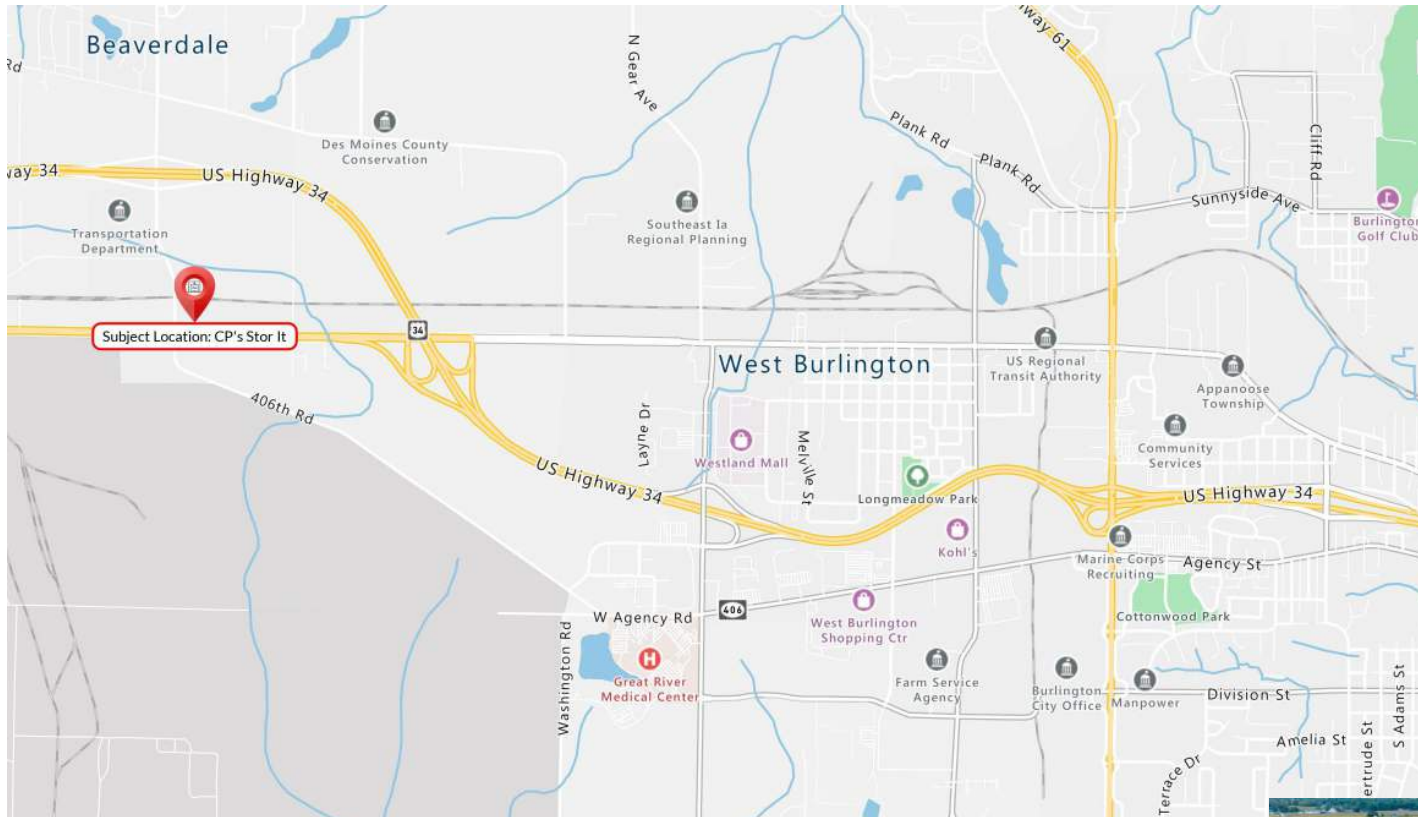 Beaverdale
Rd
N Gear Ave
way 61
Des Moines County
Conservation
Plank Rd
Plank Rd
Cliff Rd
way 34
US Highway 34
Sunnyside Ave
Burlington
Golf Club
Transportation
Department
Southeast Ia
Regional Planning
Subject Location: CP's Stor It
34
West Burlington
US Regional
Transit Authority
Appanoose
Township
406th Rd
Layne Dr
Westland Mall
Melville St
Community
Services
US Highway 34
Longmeadow Park
US Highway 34
Kohl's
Marine Corps
Recruiting
Agency St
W Agency Rd
406
West Burlington
Shopping Ctr
Cottonwood Park
Washington Rd
H
Great River
Medical Center
Farm Service
Agency
Burlington
City Office
Manpower
Division St
S Adams St
Amelia St
ertrude St
Terrace Dr